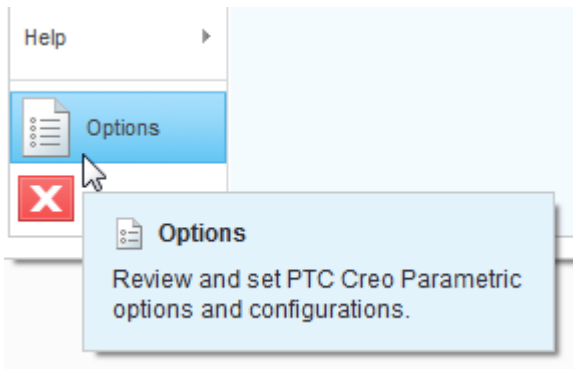 Help
Options
Options
Review and set PTC Creo Parametric
options and configurations.